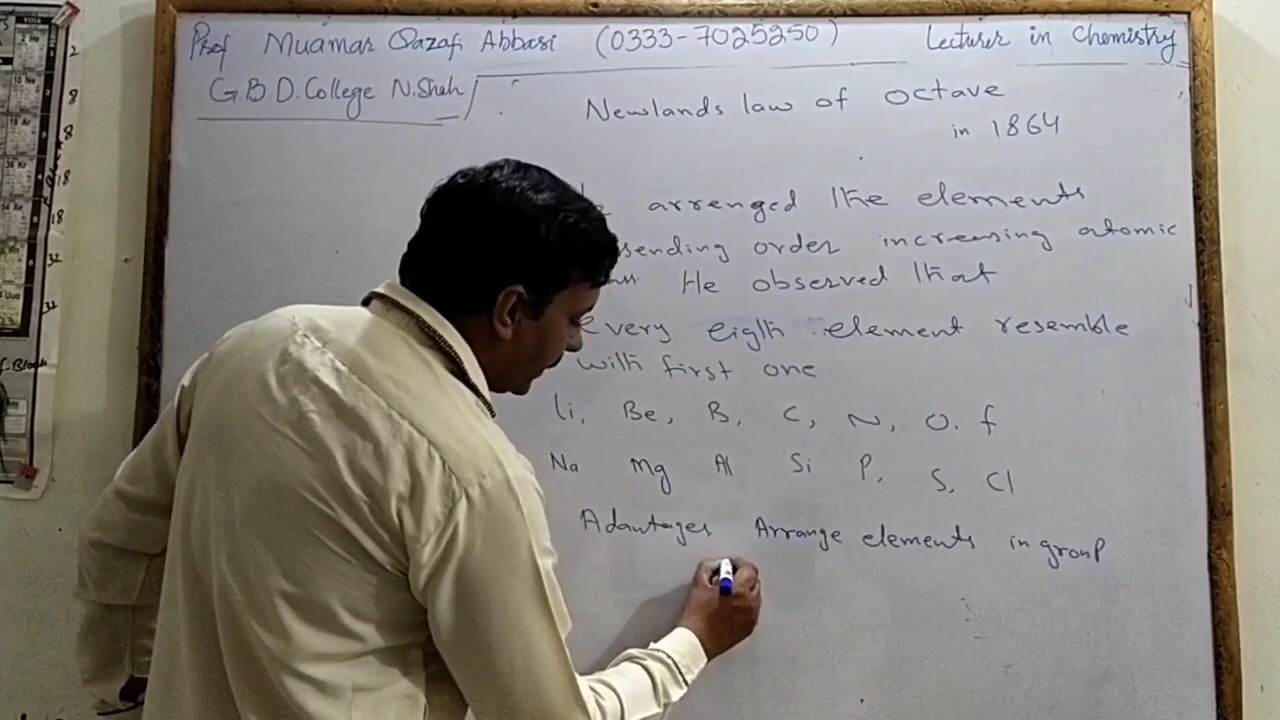 Prof Muamar Qazafi Abbasi (0333-7025250) Lecturer in Chemistry
G.B.D.College N.Shah
Newlands law of octave
in 1864
arrenged the elements
sending order increasing atomic
He observed that
Every eigth element resemble
with first one
Li, Be, B, C, N, O. f
Na Mg Al Si P, S, Cl
Adantages Arrange elements in group